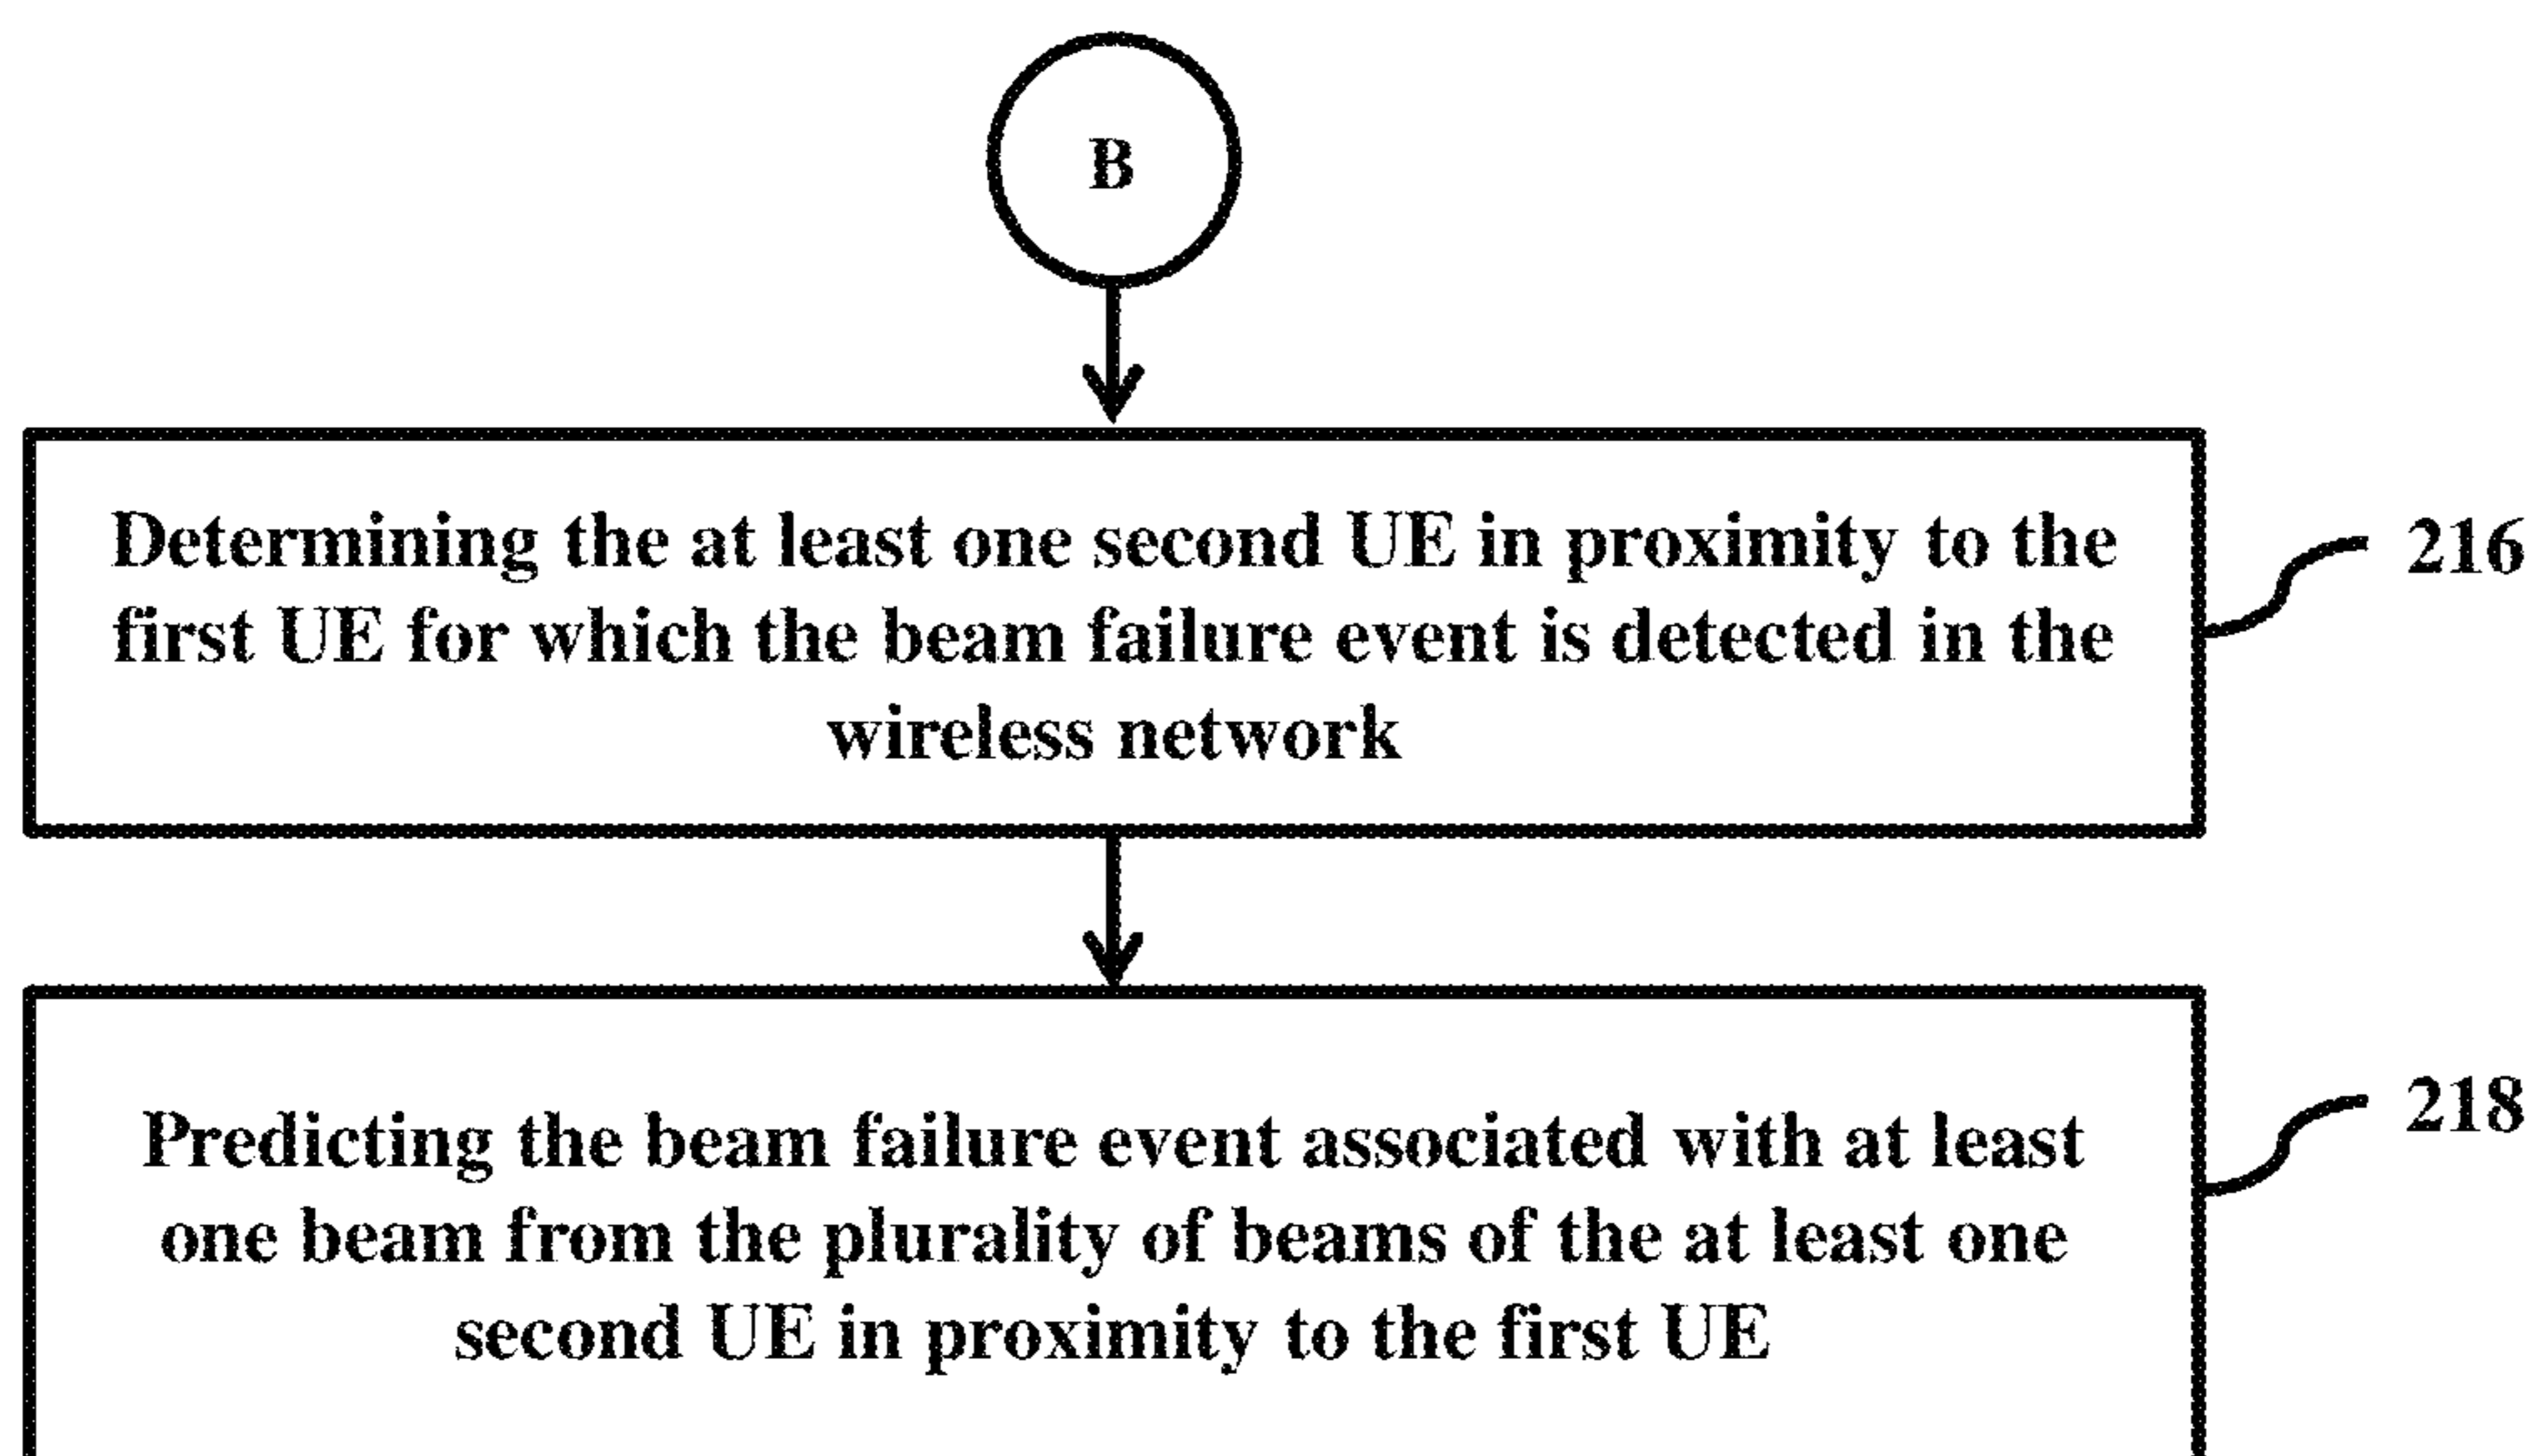 B
Determining the at least one second UE in proximity to the
first UE for which the beam failure event is detected in the
wireless network
216
Predicting the beam failure event associated with at least
one beam from the plurality of beams of the at least one
second UE in proximity to the first UE
218